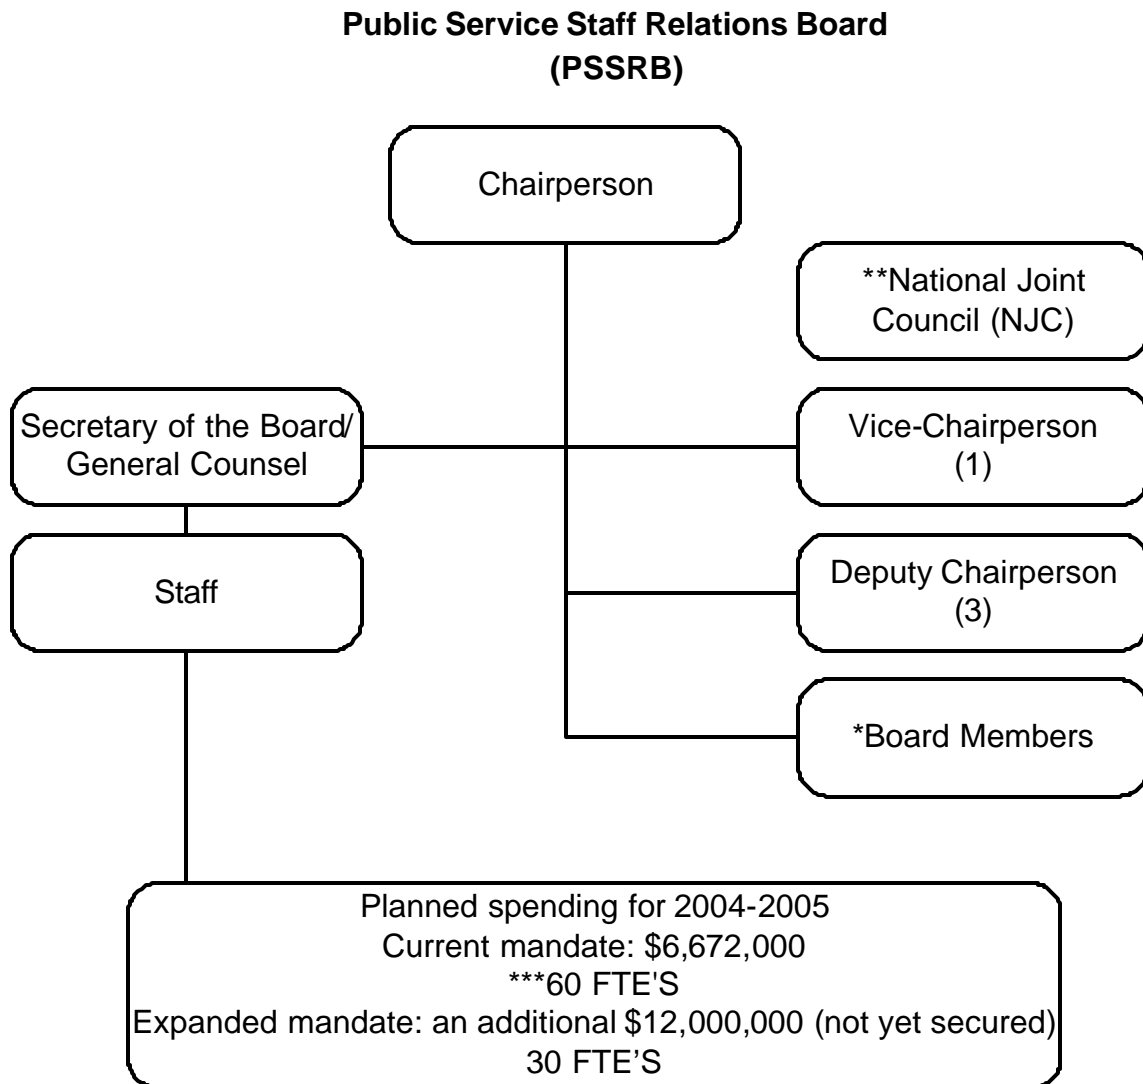 Public Service Staff Relations Board
(PSSRB)
Chairperson
**National Joint
Council (NJC)
Secretary of the Board/
General Counsel
Vice-Chairperson
(1)
Staff
Deputy Chairperson
(3)
*Board Members
Planned spending for 2004-2005
Current mandate: $6,672,000
***60 FTE'S
Expanded mandate: an additional $12,000,000 (not yet secured)
30 FTE’S